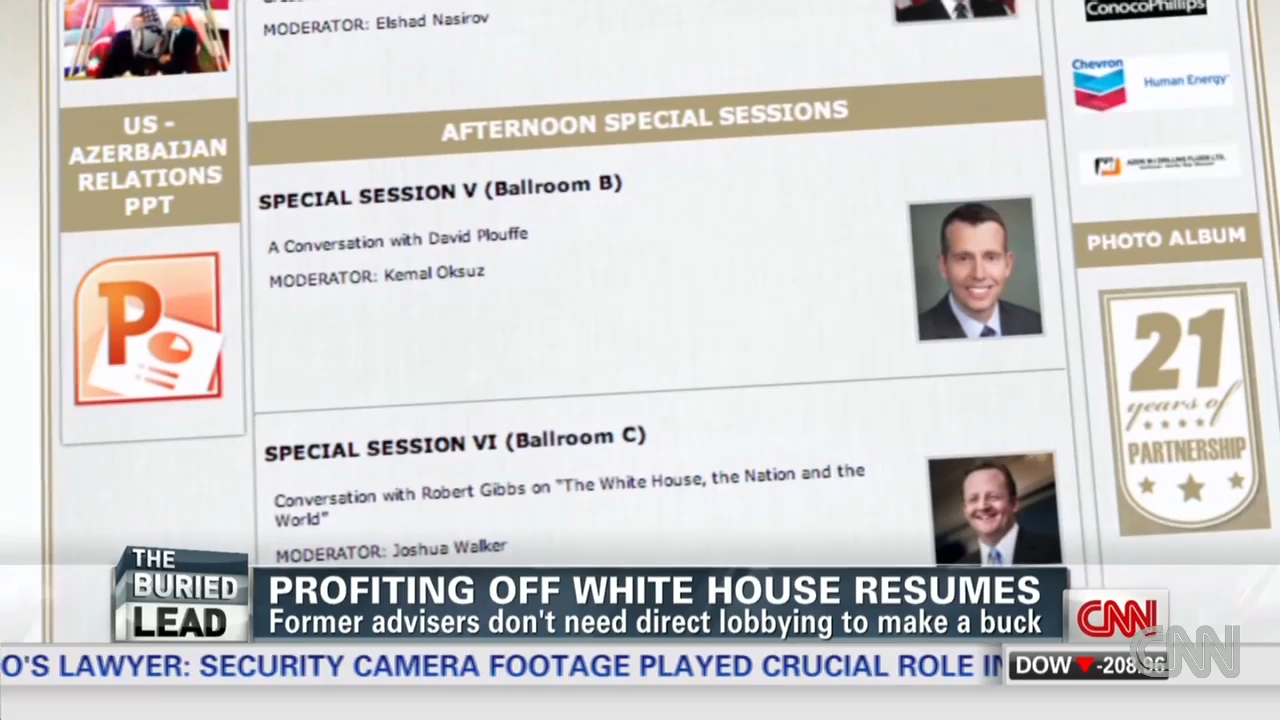 MODERATOR: Elshad Nasirov
ConocoPhillips
Chevron
Human Energy
US -
AZERBAIJAN
RELATIONS
PPT
AFTERNOON SPECIAL SESSIONS
SPECIAL SESSION V (Ballroom B)
A Conversation with David Plouffe
MODERATOR: Kemal Oksuz
PHOTO ALBUM
P
21
years of
PARTNERSHIP
SPECIAL SESSION VI (Ballroom C)
Conversation with Robert Gibbs on "The White House, the Nation and the
World"
MODERATOR: Joshua Walker
THE
BURIED
LEAD
PROFITING OFF WHITE HOUSE RESUMES
Former advisers don't need direct lobbying to make a buck
CNN
CNN
O'S LAWYER: SECURITY CAMERA FOOTAGE PLAYED CRUCIAL ROLE IN
DOW -208.96